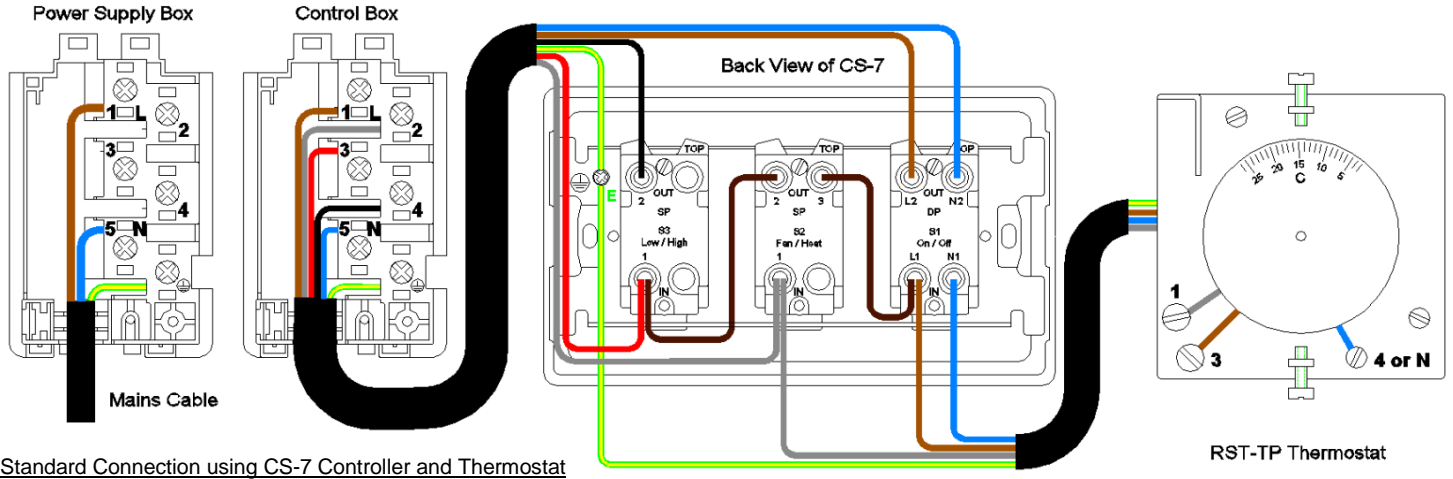 Power Supply Box
Control Box
Back View of CS-7
1 L
2
3
4
5 N
1 L
2
3
4
5 N
Mains Cable
TOP
OUT
2
SP
S3
Low / High
1
IN
E
TOP
OUT
2 3
SP
S2
Fan / Heat
1
IN
TOP
OUT
L2 N2
DP
S1
On / Off
L1 N1
IN
25 20 15 10 5
C
1
3
4 or N
RST-TP Thermostat
Standard Connection using CS-7 Controller and Thermostat